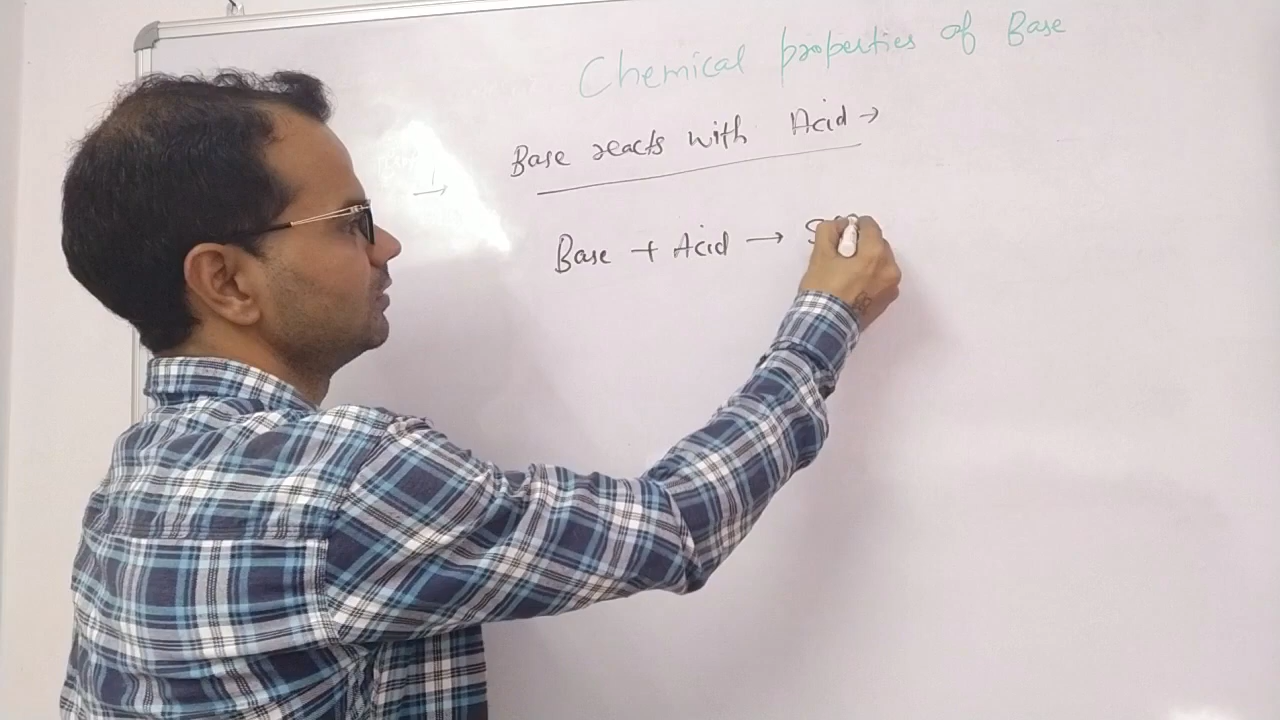 Chemical properties of Base
Base reacts with Acid →
Base + Acid →